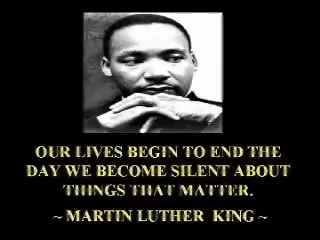 OUR LIVES BEGIN TO END THE
DAY WE BECOME SILENT ABOUT
THINGS THAT MATTER.
~ MARTIN LUTHER KING ~